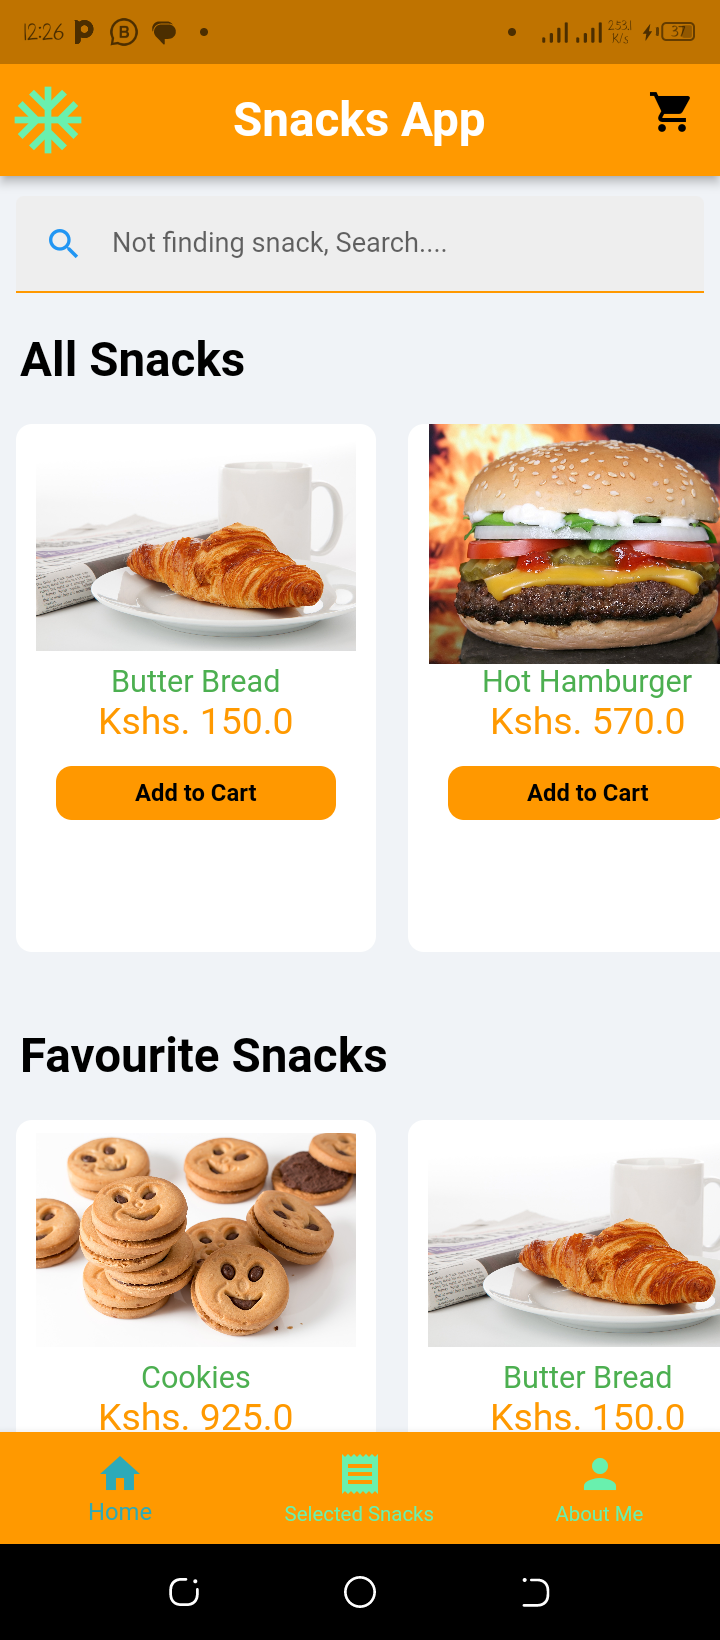 12:26
253.1
K/s
37
Snacks App
Not finding snack, Search....
All Snacks
Butter Bread
Hot Hamburger
Kshs. 150.0
Kshs. 570.0
Add to Cart
Add to Cart
Favourite Snacks
Cookies
Butter Bread
Kshs. 925.0
Kshs. 150.0
Home
Selected Snacks
About Me